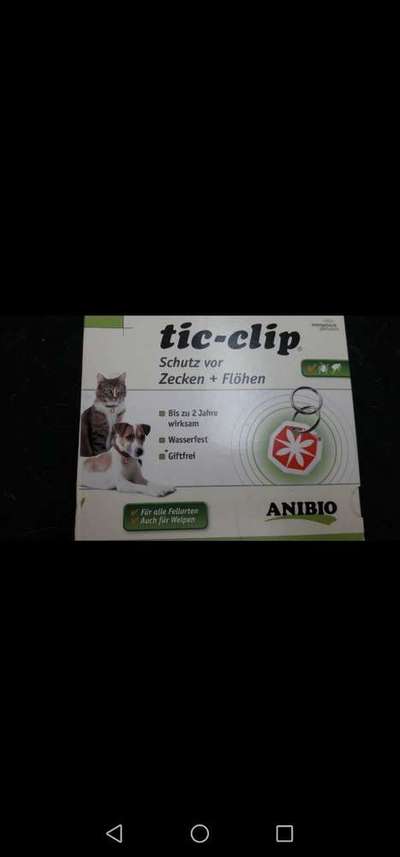 tic-clip®
Schutz vor
Zecken + Flöhen
Bis zu 2 Jahre
wirksam
Wasserfest
*Giftfrei
Für alle Fellarten
Auch für Welpen
ANIBIO